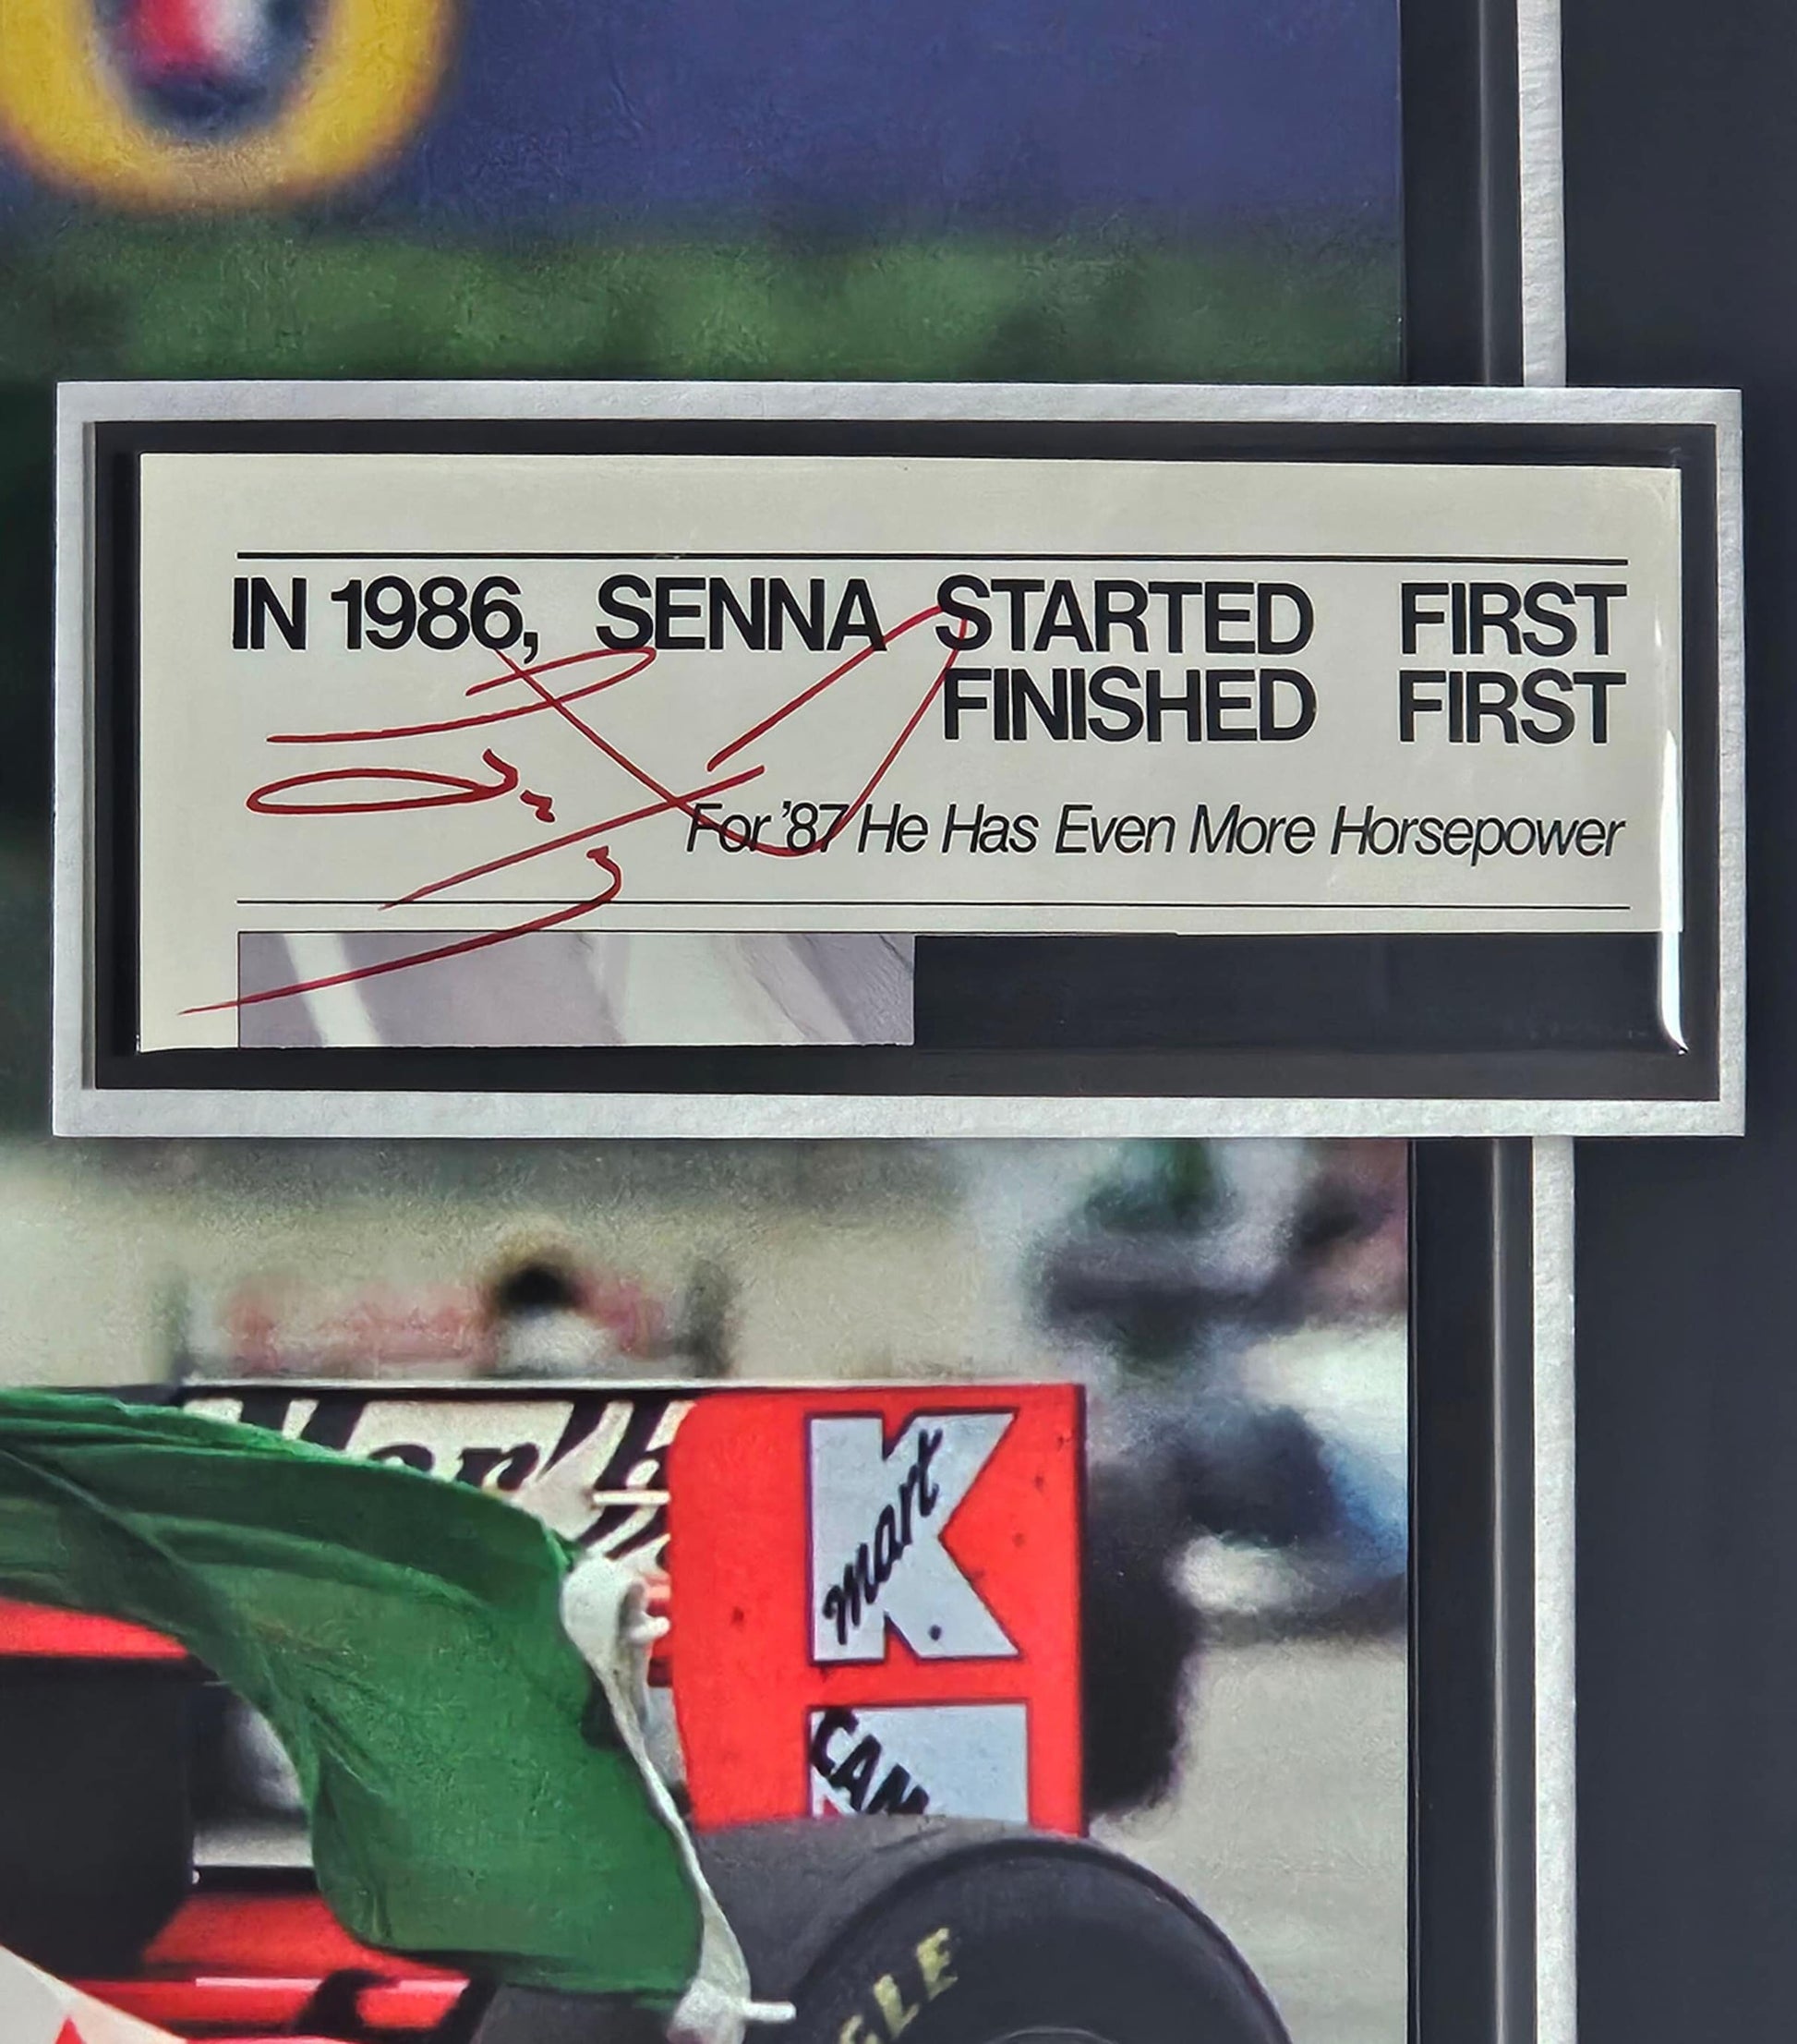 IN 1986, SENNA STARTED FIRST
FINISHED FIRST
For '87 He Has Even More Horsepower
K
mart